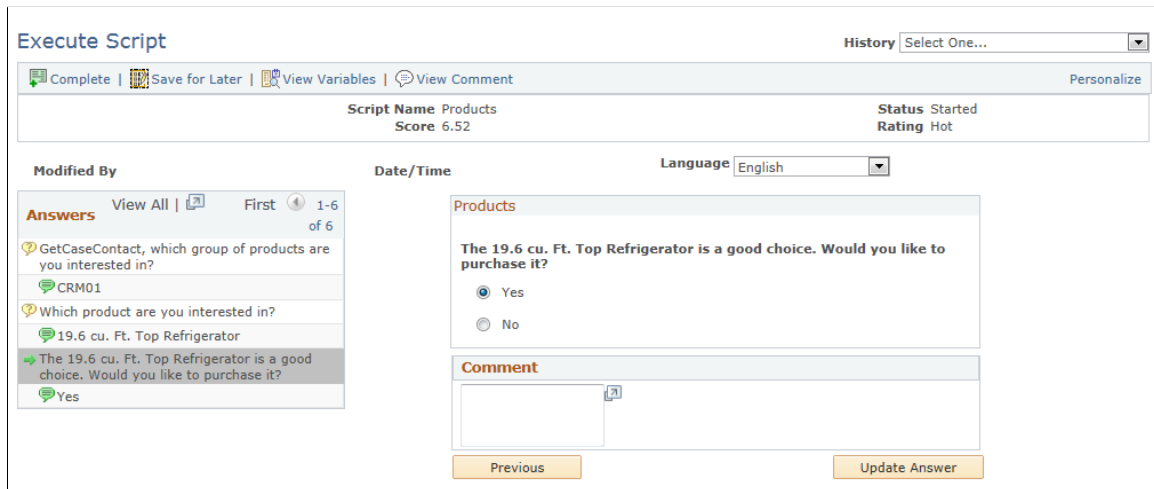 Execute Script
History Select One...
Complete | Save for Later | View Variables | View Comment Personalize
Script Name Products Status Started
Score 6.52 Rating Hot
Modified By Date/Time Language English
Answers View All | First 1-6 of 6
GetCaseContact, which group of products are
you interested in?
CRM01
Which product are you interested in?
19.6 cu. Ft. Top Refrigerator
The 19.6 cu. Ft. Top Refrigerator is a good
choice. Would you like to purchase it?
Yes
Products
The 19.6 cu. Ft. Top Refrigerator is a good choice. Would you like to
purchase it?
Yes
No
Comment
Previous Update Answer